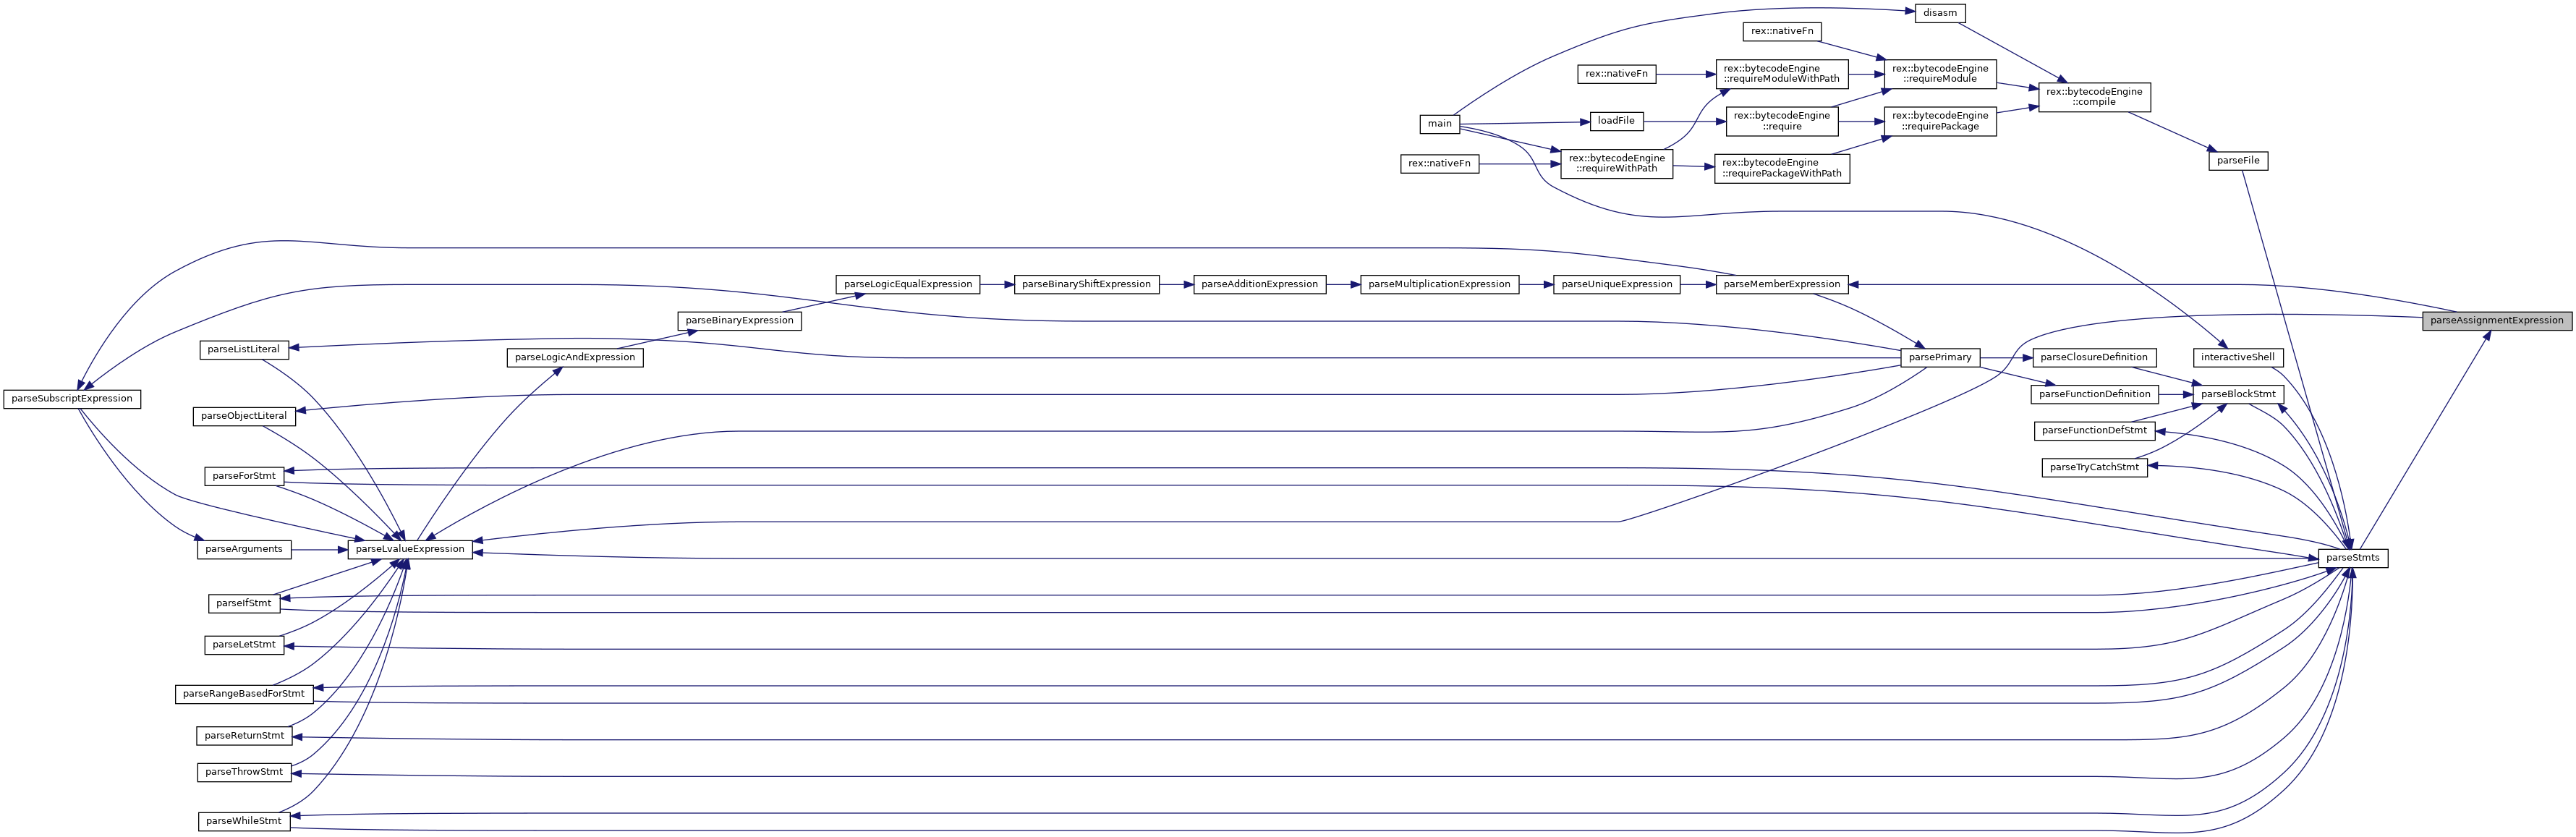 disasm
rex::nativeFn
rex::nativeFn
rex::bytecodeEngine
::requireModuleWithPath
rex::bytecodeEngine
::requireModule
rex::bytecodeEngine
::compile
main
loadFile
rex::bytecodeEngine
::require
rex::bytecodeEngine
::requirePackage
rex::nativeFn
rex::bytecodeEngine
::requireWithPath
rex::bytecodeEngine
::requirePackageWithPath
parseFile
parseLogicEqualExpression
parseBinaryShiftExpression
parseAdditionExpression
parseMultiplicationExpression
parseUniqueExpression
parseMemberExpression
parseBinaryExpression
parseAssignmentExpression
parseListLiteral
parseLogicAndExpression
parsePrimary
parseClosureDefinition
interactiveShell
parseSubscriptExpression
parseFunctionDefinition
parseBlockStmt
parseObjectLiteral
parseFunctionDefStmt
parseForStmt
parseTryCatchStmt
parseArguments
parseLvalueExpression
parseStmts
parseIfStmt
parseLetStmt
parseRangeBasedForStmt
parseReturnStmt
parseThrowStmt
parseWhileStmt